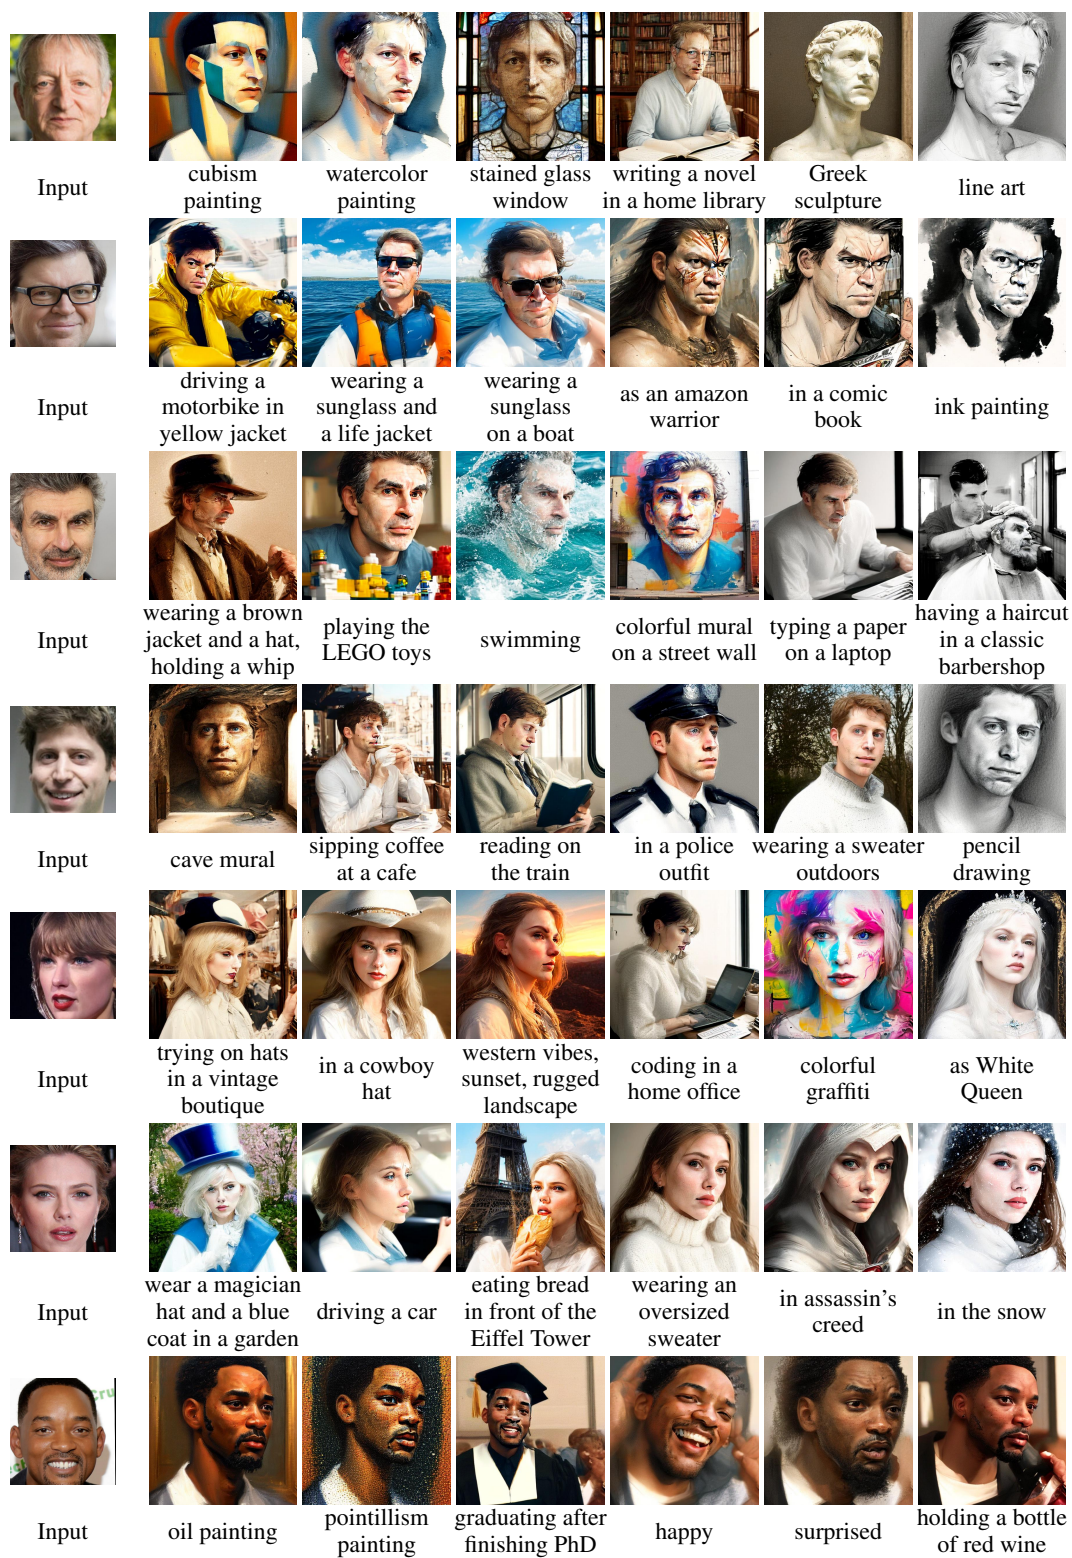 Input
cubism
painting
watercolor
painting
stained glass
window
writing a novel
in a home library
Greek
sculpture
line art
Input
driving a
motorbike in
yellow jacket
wearing a
sunglass and
a life jacket
wearing a
sunglass
on a boat
as an amazon
warrior
in a comic
book
ink painting
Input
wearing a brown
jacket and a hat,
holding a whip
playing the
LEGO toys
swimming
colorful mural
on a street wall
typing a paper
on a laptop
having a haircut
in a classic
barbershop
Input
cave mural
sipping coffee
at a cafe
reading on
the train
in a police
outfit
wearing a sweater
outdoors
pencil
drawing
Input
trying on hats
in a vintage
boutique
in a cowboy
hat
western vibes,
sunset, rugged
landscape
coding in a
home office
colorful
graffiti
as White
Queen
Input
wear a magician
hat and a blue
coat in a garden
driving a car
eating bread
in front of the
Eiffel Tower
wearing an
oversized
sweater
in assassin's
creed
in the snow
cru
Input
oil painting
pointillism
painting
graduating after
finishing PhD
happy
surprised
holding a bottle
of red wine